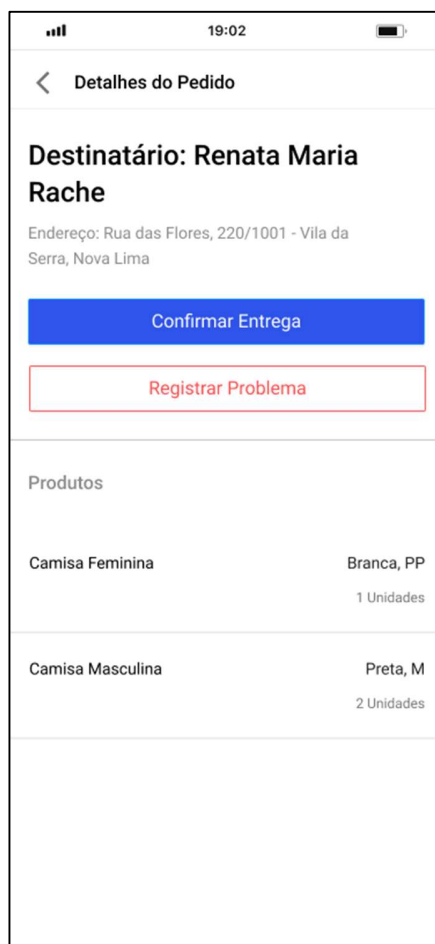 19:02
Detalhes do Pedido
Destinatário: Renata Maria
Rache
Endereço: Rua das Flores, 220/1001 - Vila da
Serra, Nova Lima
Confirmar Entrega
Registrar Problema
Produtos
Camisa Feminina Branca, PP
1 Unidades
Camisa Masculina Preta, M
2 Unidades